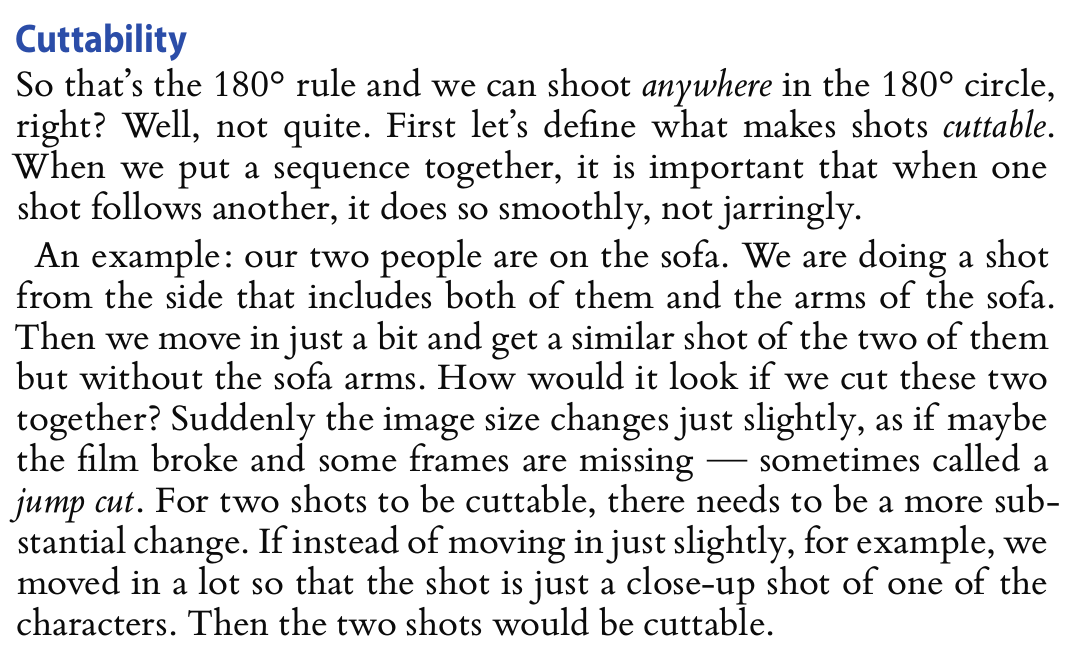 Cuttability
So that's the 180° rule and we can shoot anywhere in the 180° circle,
right? Well, not quite. First let's define what makes shots cuttable.
When we put a sequence together, it is important that when one
shot follows another, it does so smoothly, not jarringly.
An example: our two people are on the sofa. We are doing a shot
from the side that includes both of them and the arms of the sofa.
Then we move in just a bit and get a similar shot of the two of them
but without the sofa arms. How would it look if we cut these two
together? Suddenly the image size changes just slightly, as if maybe
the film broke and some frames are missing — sometimes called a
jump cut. For two shots to be cuttable, there needs to be a more sub-
stantial change. If instead of moving in just slightly, for example, we
moved in a lot so that the shot is just a close-up shot of one of the
characters. Then the two shots would be cuttable.